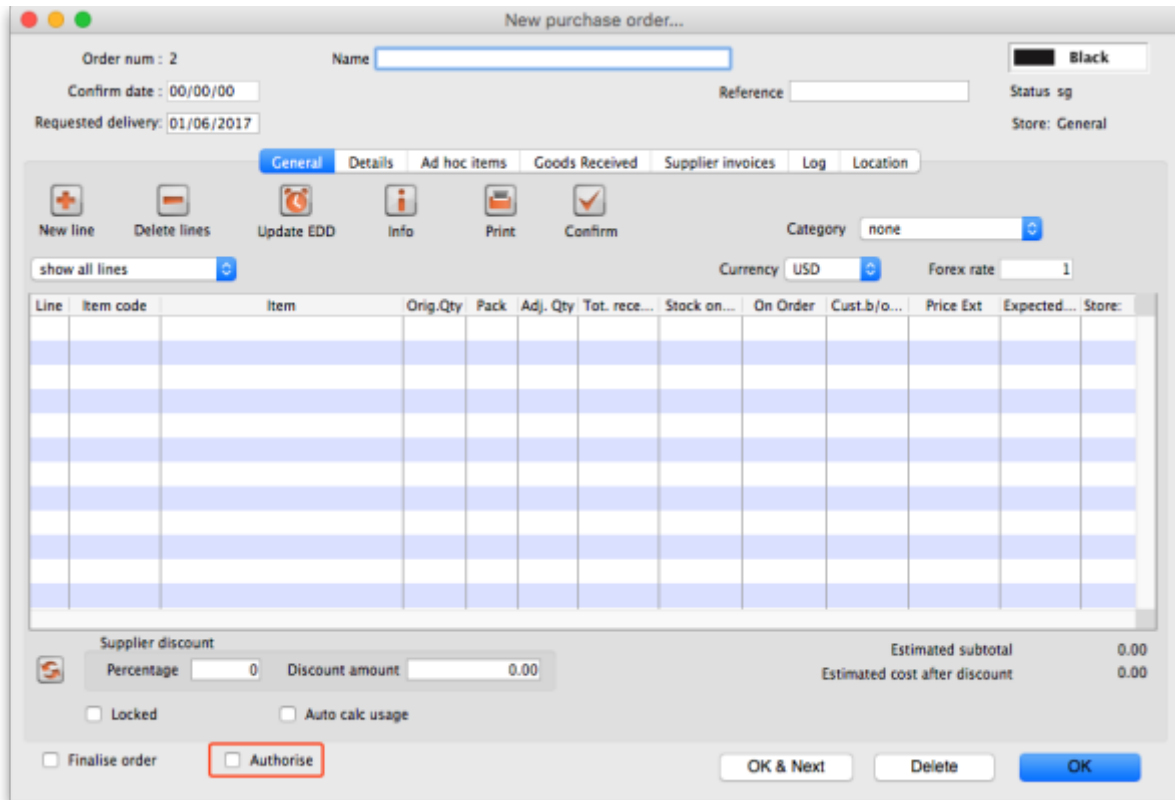 New purchase order...
Order num : 2 Name Black
Confirm date : 00/00/00 Reference Status sg
Requested delivery: 01/06/2017 Store: General
General Details Ad hoc items Goods Received Supplier invoices Log Location
New line Delete lines Update EDD Info Print Confirm Category none
show all lines Currency USD Forex rate 1
Line Item code Item Orig.Qty Pack Adj. Qty Tot. rece... Stock on... On Order Cust.b/o... Price Ext Expected... Store:
Supplier discount Estimated subtotal 0.00
Percentage 0 Discount amount 0.00 Estimated cost after discount 0.00
Locked Auto calc usage
Finalise order Authorise OK & Next Delete OK